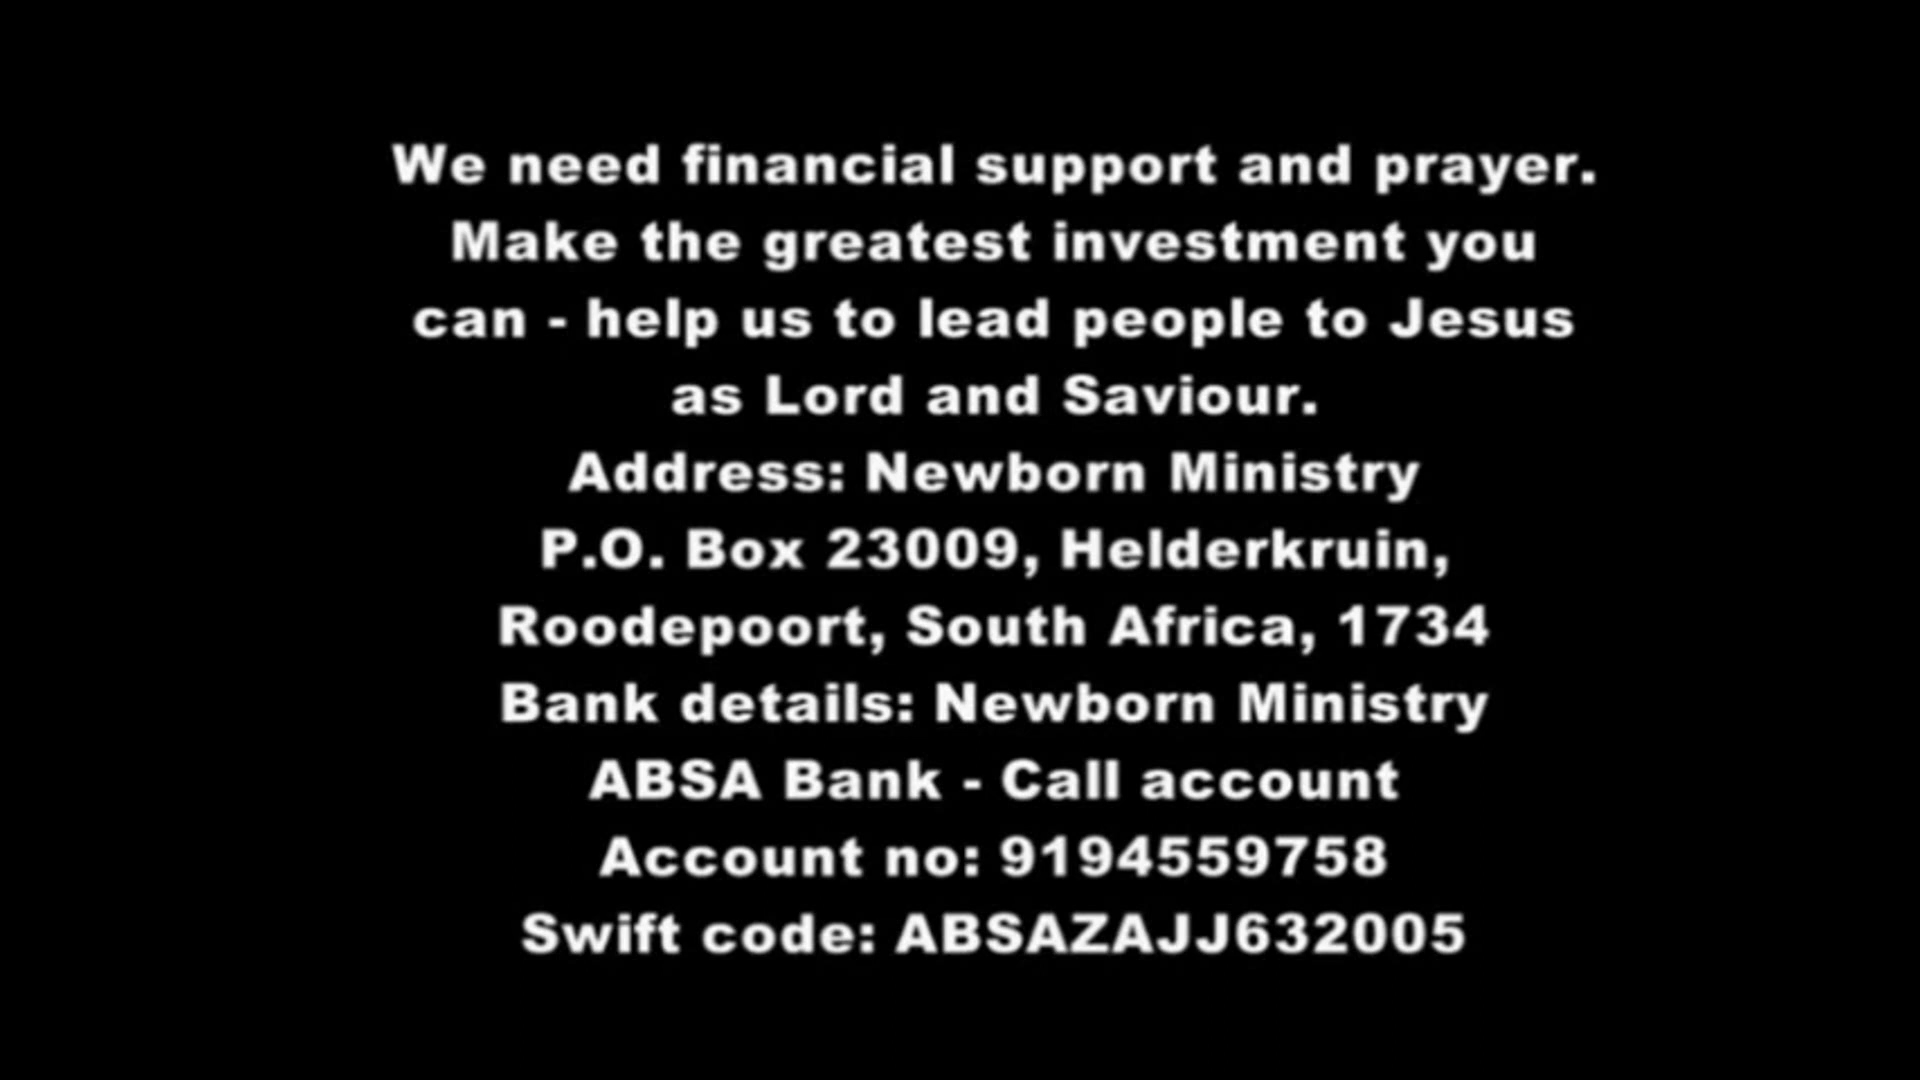 We need financial support and prayer.
Make the greatest investment you
can - help us to lead people to Jesus
as Lord and Saviour.
Address: Newborn Ministry
P.O. Box 23009, Helderkruin,
Roodepoort, South Africa, 1734
Bank details: Newborn Ministry
ABSA Bank - Call account
Account no: 9194559758
Swift code: ABSAZAJJ632005